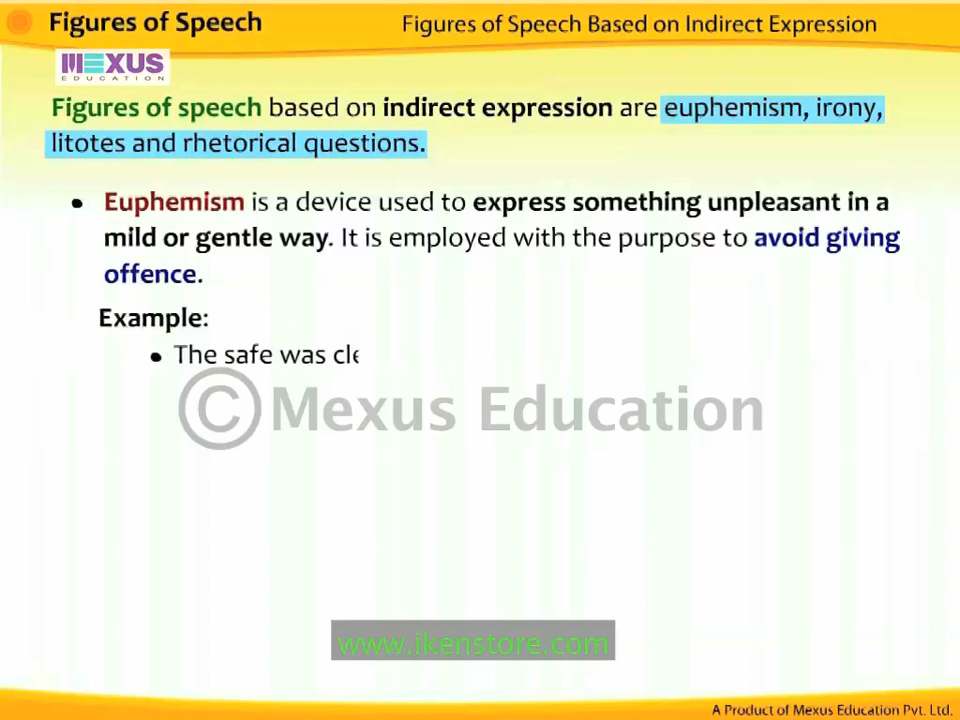 Figures of Speech
Figures of Speech Based on Indirect Expression
MEXUS
EDUCATION
Figures of speech based on indirect expression are euphemism, irony,
litotes and rhetorical questions.
• Euphemism is a device used to express something unpleasant in a
mild or gentle way. It is employed with the purpose to avoid giving
offence.
Example:
• The safe was cle
© Mexus Education
www.ikenstore.com
A Product of Mexus Education Pvt. Ltd.